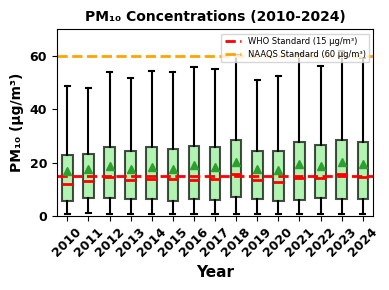 PM₁₀ Concentrations (2010-2024)
WHO Standard (15 μg/m³)
NAAQS Standard (60 μg/m³)
PM₁₀ (μg/m³)
60
40
20
0
2010 2011 2012 2013 2014 2015 2016 2017 2018 2019 2020 2021 2022 2023 2024
Year